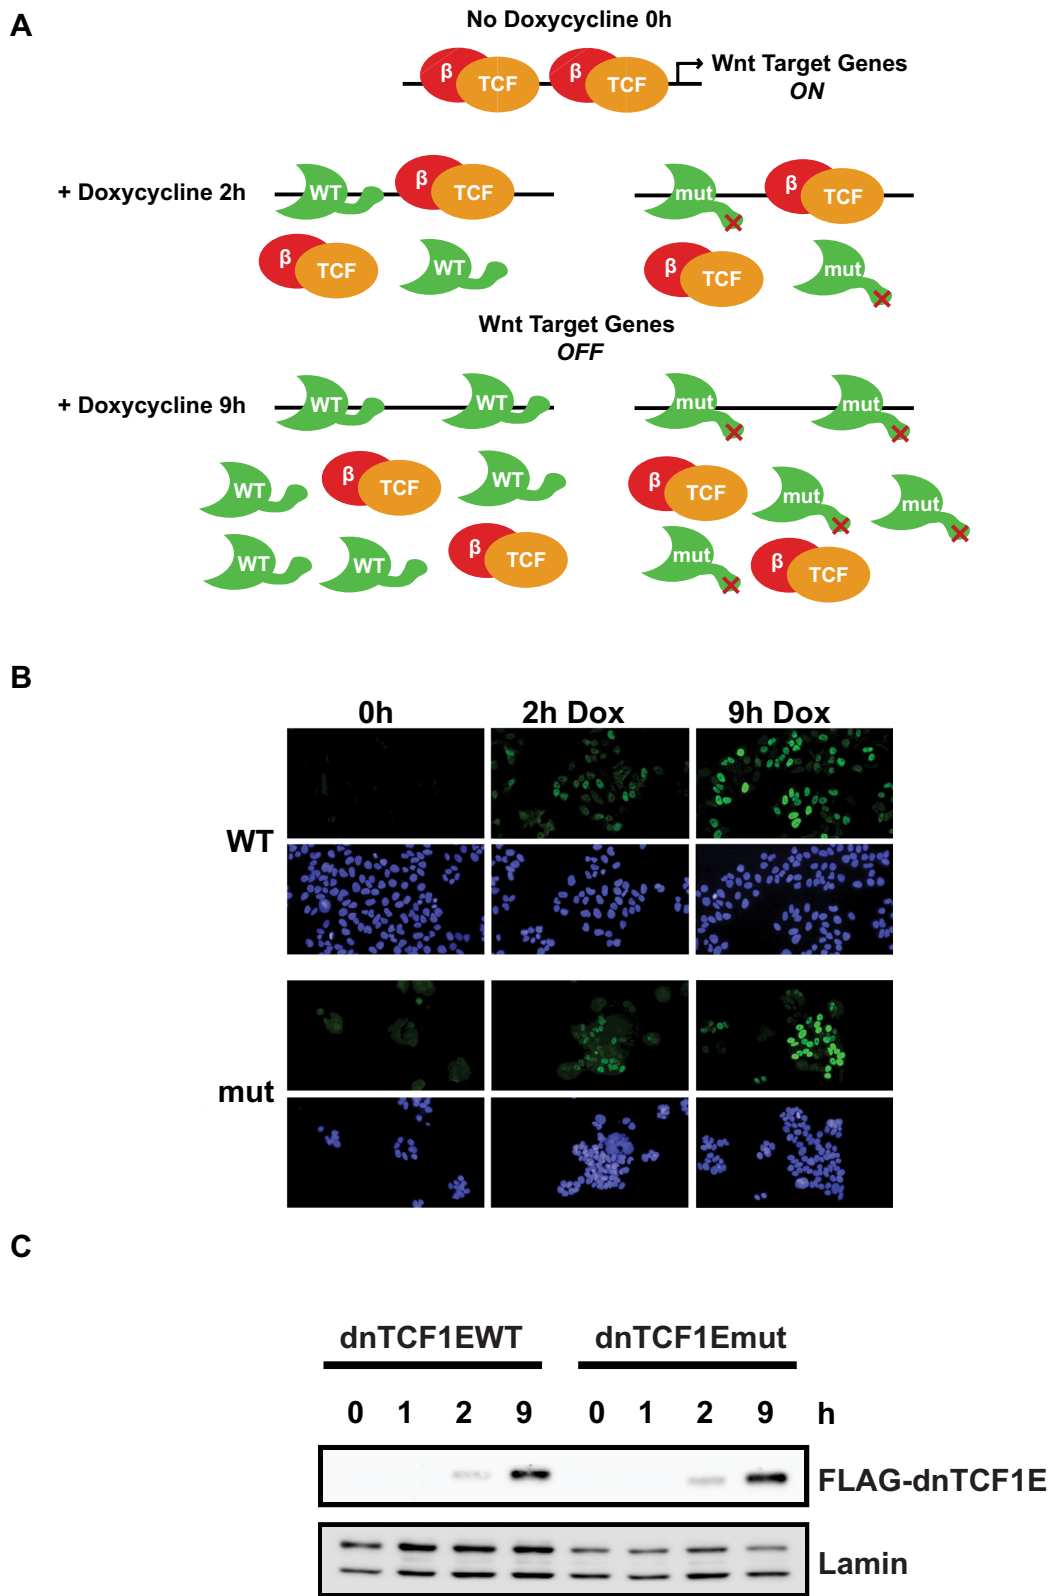 A
No Doxycycline 0h
β TCF β TCF
Wnt Target Genes
ON
+ Doxycycline 2h
WT β TCF mut β TCF
β TCF WT β TCF mut
Wnt Target Genes
OFF
+ Doxycycline 9h
WT WT mut mut
WT β TCF WT β TCF mut mut
WT WT β TCF mut β TCF
B
0h 2h Dox 9h Dox
WT
mut
C
dnTCF1EWT dnTCF1Emut
0 1 2 9 0 1 2 9 h
FLAG-dnTCF1E
Lamin